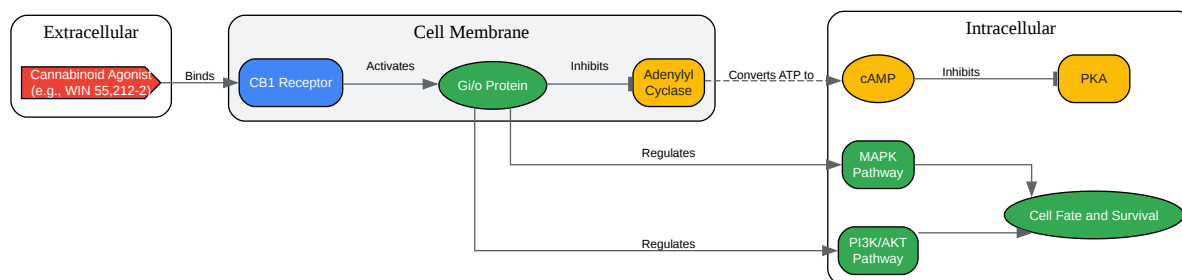 Extracellular
Cell Membrane
Intracellular
Cannabinoid Agonist
(e.g., WIN 55,212-2)
Binds
CB1 Receptor
Activates
Gi/o Protein
Inhibits
Adenylyl
Cyclase
Converts ATP to
cAMP
Inhibits
PKA
Regulates
MAPK
Pathway
Cell Fate and Survival
Regulates
PI3K/AKT
Pathway